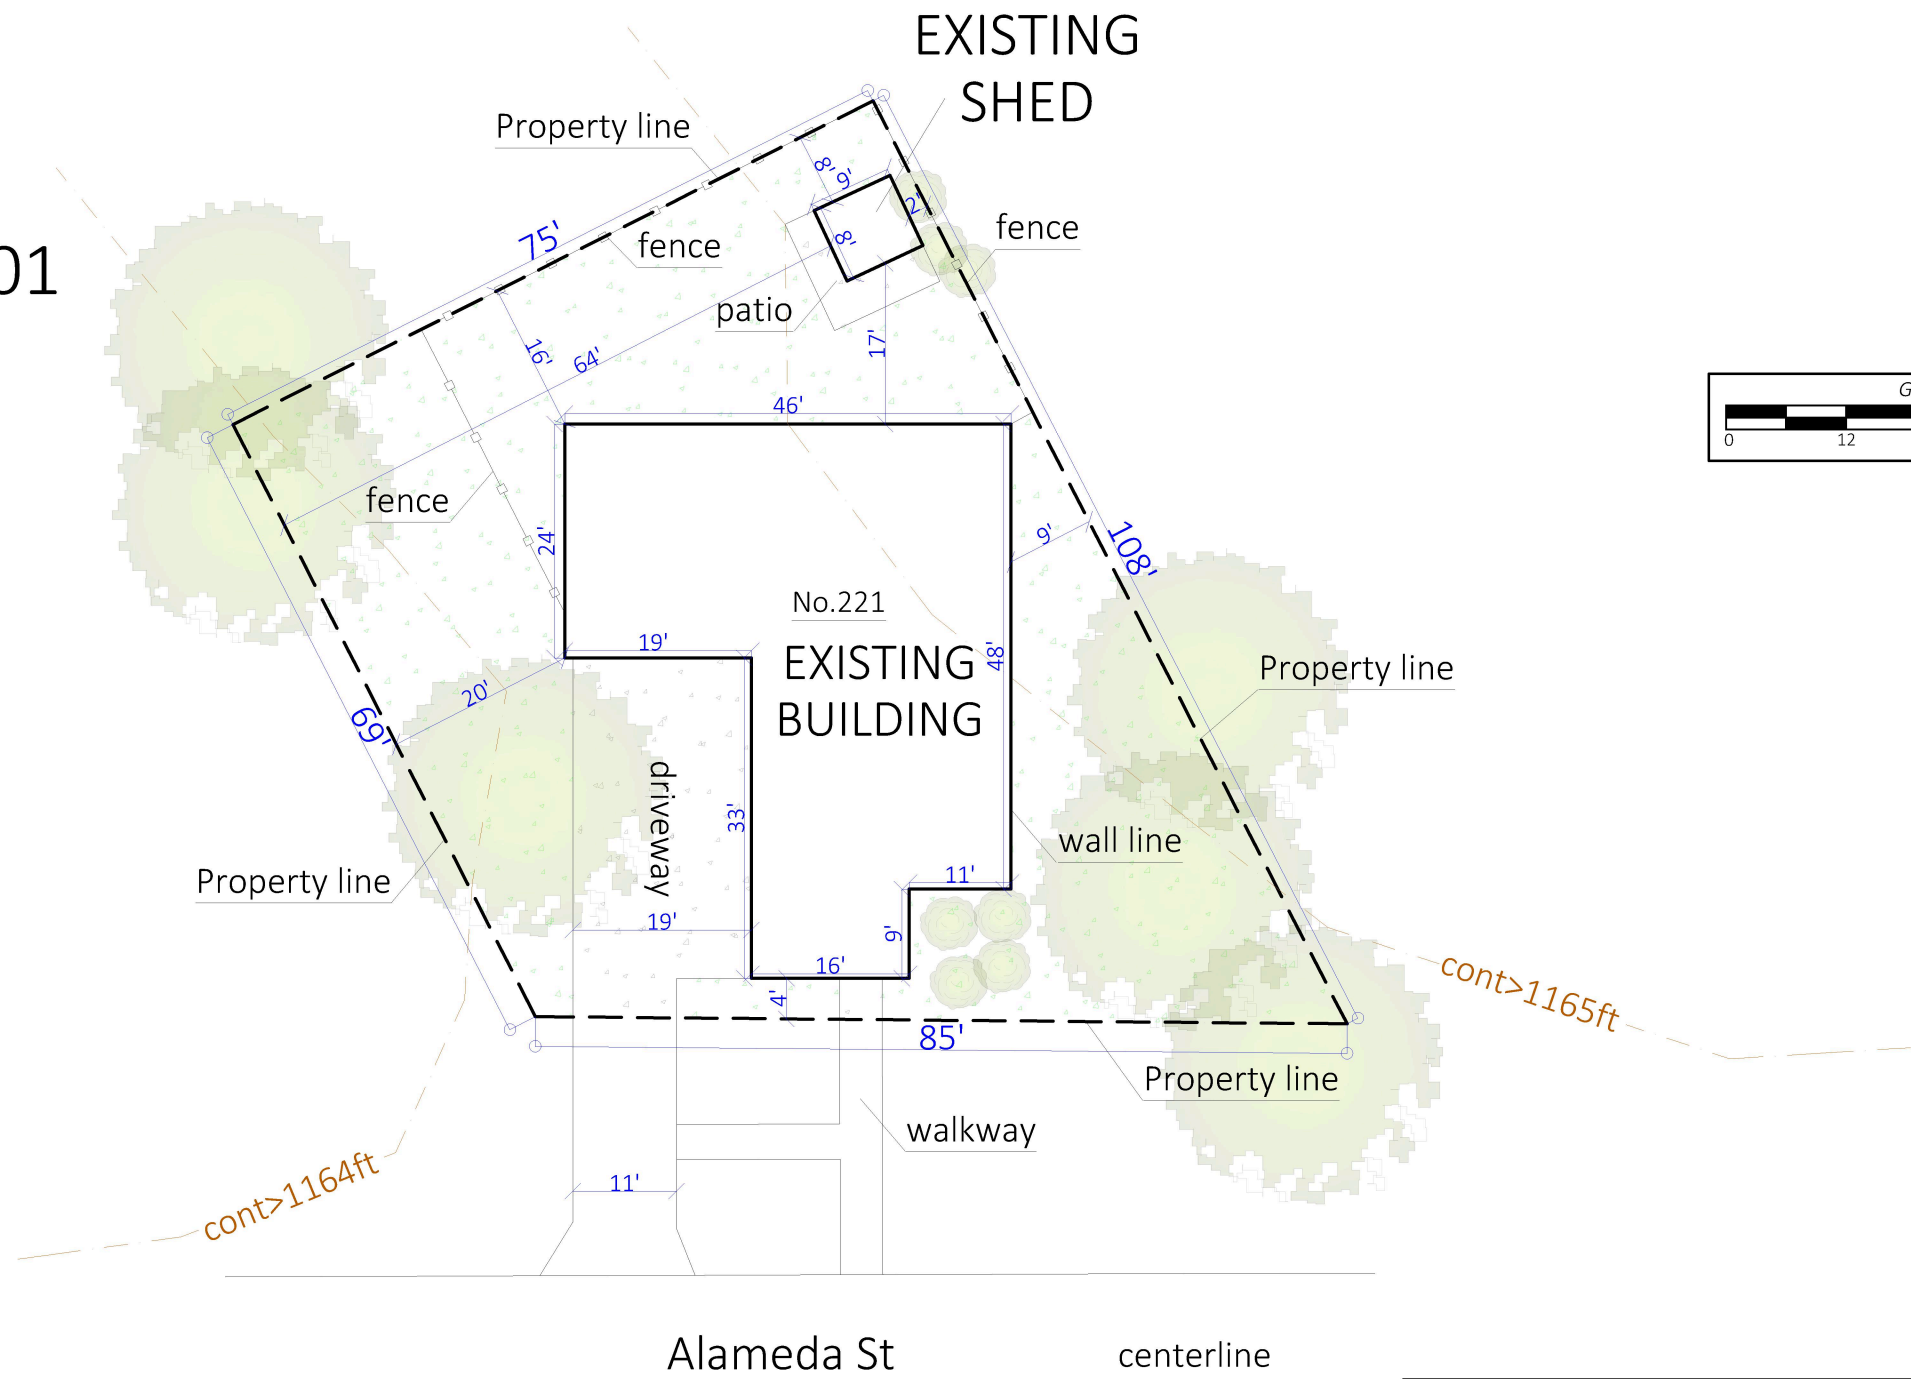 EXISTING
SHED
Property line
8'
9'
2'
75'
fence
fence
8'
01
patio
17'
16'
64'
G
0
12
46'
fence
24'
9'
108'
No.221
19'
EXISTING
48'
BUILDING
Property line
20'
69'
driveway
33'
wall line
11'
Property line
19'
9'
16'
4'
85'
cont>1165ft
Property line
walkway
11'
cont>1164ft
Alameda St
centerline